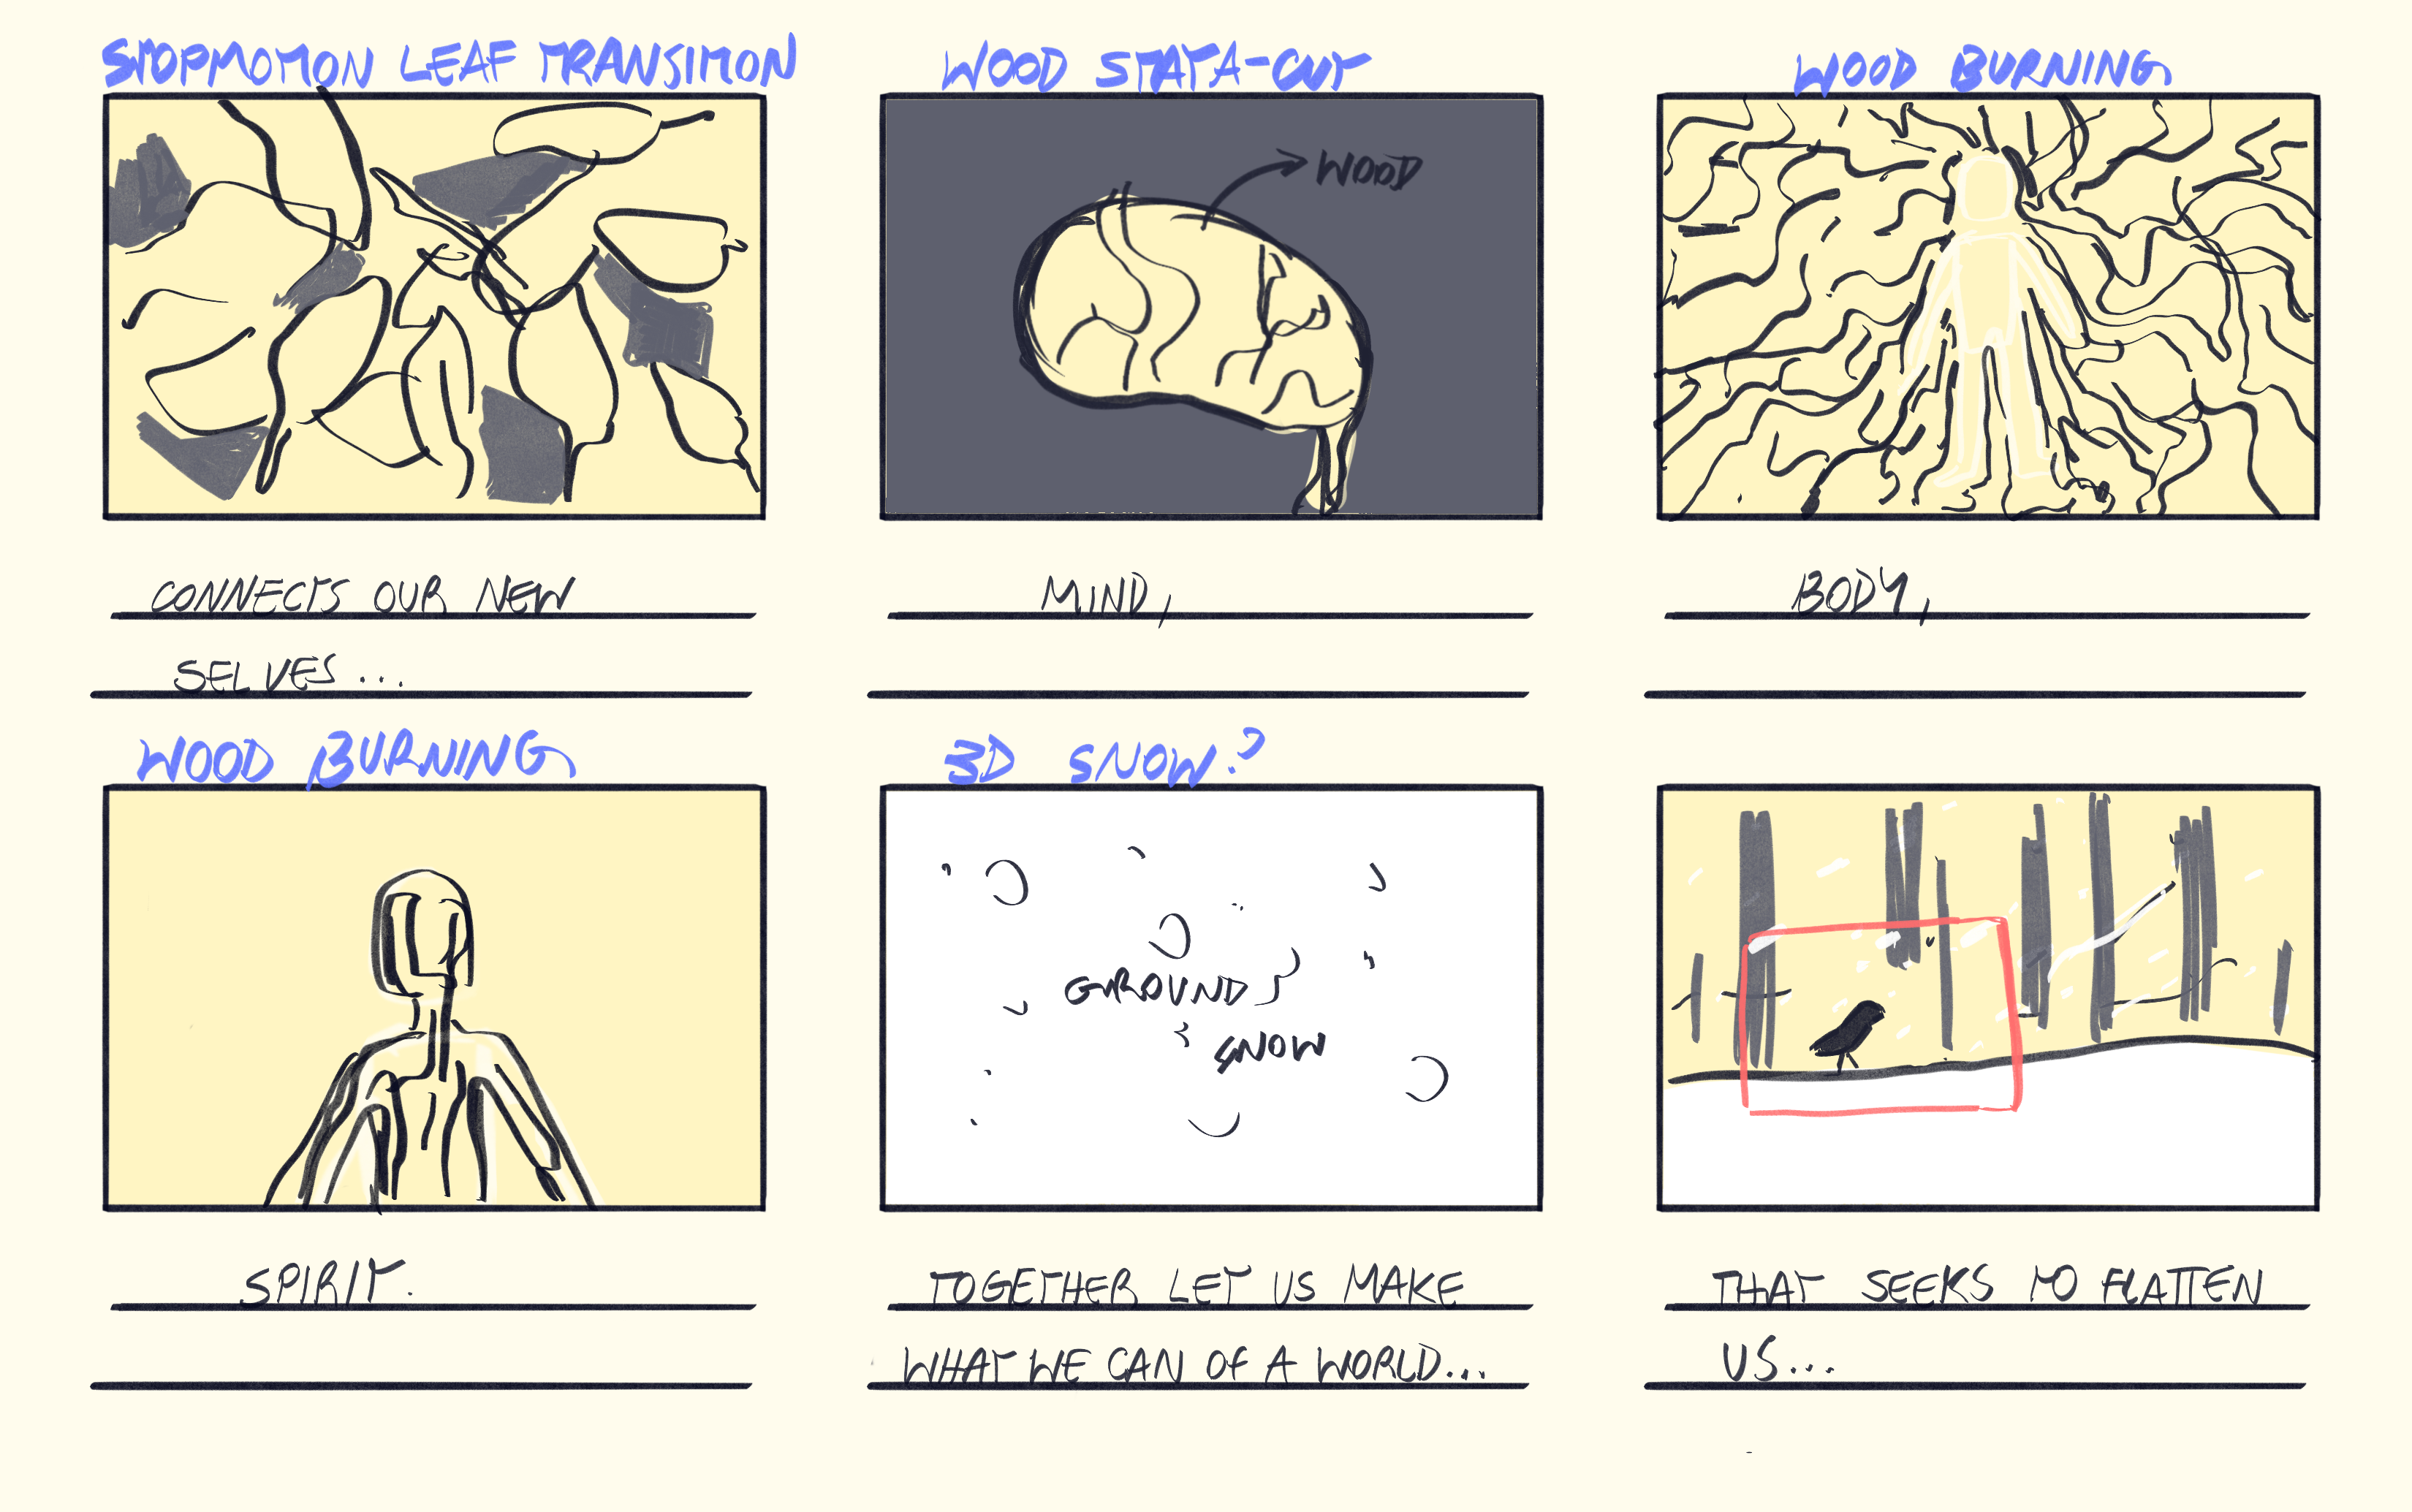 STOPMOTION LEAF TRANSITION
WOOD STATA-CUT
WOOD BURNING
WOOD
CONNECTS OUR NEW
SELVES...
MIND,
BODY,
WOOD BURNING
3D SNOW?
GROUND
SNOW
SPIRIT.
TOGETHER LET US MAKE
WHAT WE CAN OF A WORLD...
THAT SEEKS TO FLATTEN
US...